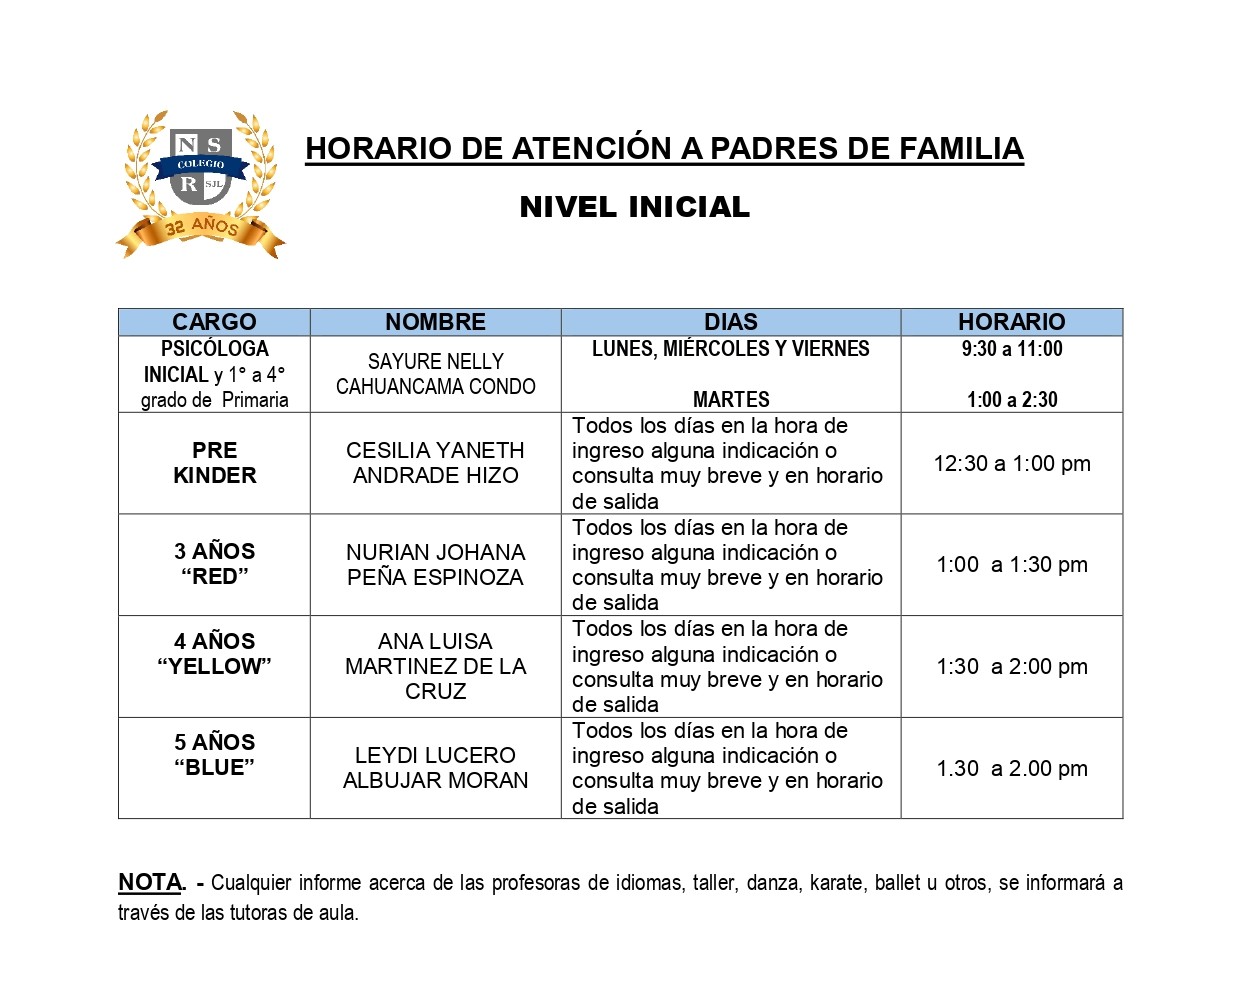 N S
COLEGIO
R SJL
32 AÑOS
HORARIO DE ATENCIÓN A PADRES DE FAMILIA
NIVEL INICIAL
CARGO NOMBRE DIAS HORARIO
PSICÓLOGA
INICIAL y 1° a 4°
grado de Primaria
SAYURE NELLY
CAHUANCAMA CONDO
LUNES, MIÉRCOLES Y VIERNES
MARTES
9:30 a 11:00
1:00 a 2:30
PRE
KINDER
CESILIA YANETH
ANDRADE HIZO
Todos los días en la hora de
ingreso alguna indicación o
consulta muy breve y en horario
de salida
12:30 a 1:00 pm
3 AÑOS
“RED”
NURIAN JOHANA
PEÑA ESPINOZA
Todos los días en la hora de
ingreso alguna indicación o
consulta muy breve y en horario
de salida
1:00 a 1:30 pm
4 AÑOS
“YELLOW”
ANA LUISA
MARTINEZ DE LA
CRUZ
Todos los días en la hora de
ingreso alguna indicación o
consulta muy breve y en horario
de salida
1:30 a 2:00 pm
5 AÑOS
“BLUE”
LEYDI LUCERO
ALBUJAR MORAN
Todos los días en la hora de
ingreso alguna indicación o
consulta muy breve y en horario
de salida
1.30 a 2.00 pm
NOTA. - Cualquier informe acerca de las profesoras de idiomas, taller, danza, karate, ballet u otros, se informará a
través de las tutoras de aula.